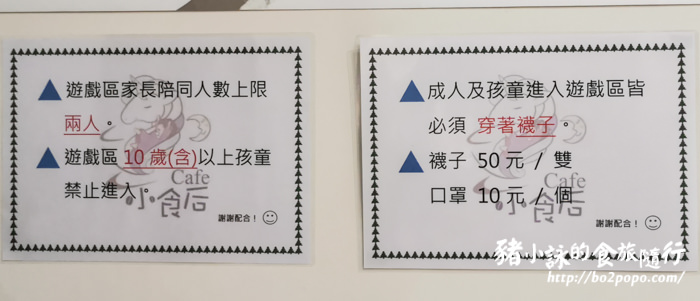 ▲遊戲區家長陪同人數上限
兩人。
▲遊戲區10歲(含)以上孩童
禁止進入。
Cafe
小食后
謝謝配合!
▲成人及孩童進入遊戲區皆
必須 穿著襪子。
▲襪子 50元 / 雙
口罩 10元 / 個
Cafe
小食后
謝謝配合!
豬小詠的食旅隨行
http://bo2popo.com/